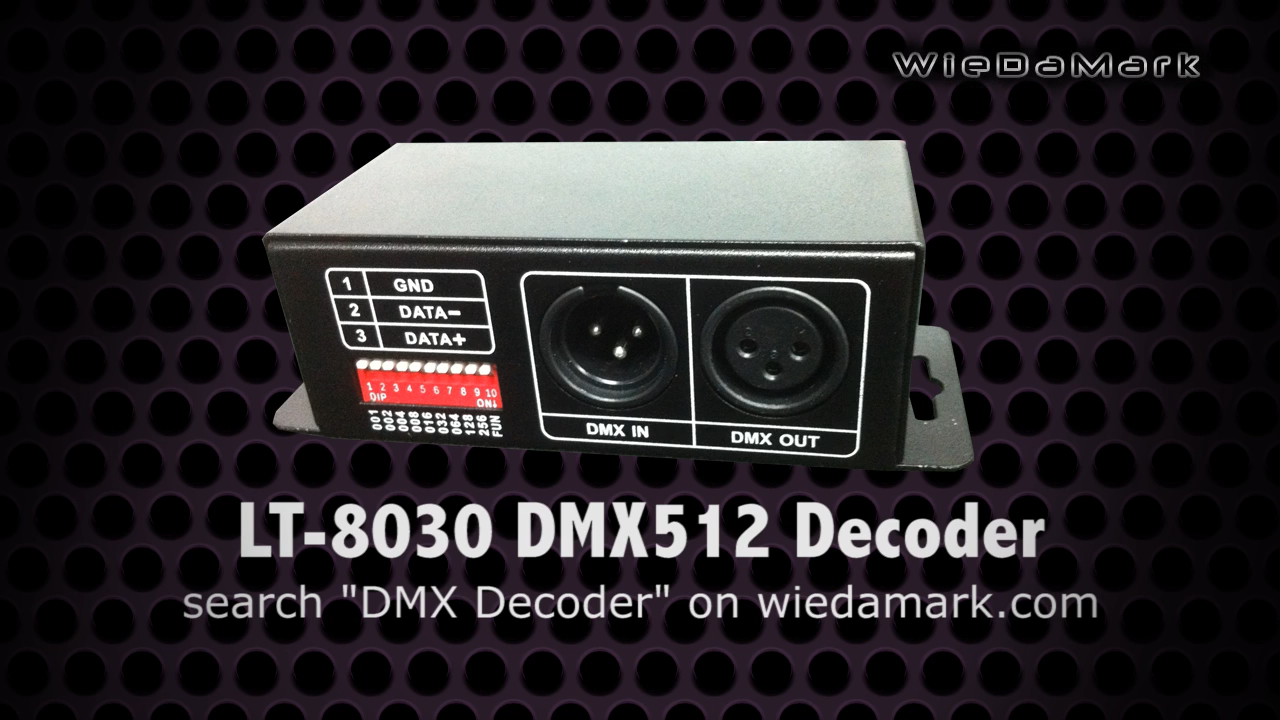 WieDaMark
1 GND
2 DATA-
3 DATA+
1 2 3 4 5 6 7 8 9 10
DIP ON↓
001 002 004 008 016 032 064 128 256 FUN
DMX IN DMX OUT
LT-8030 DMX512 Decoder
search "DMX Decoder" on wiedamark.com